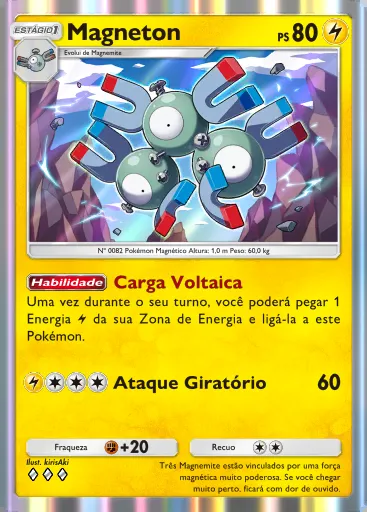 ESTÁGIO 1
Magneton
PS 80
Evolui de Magnemite
Nº 0082 Pokémon Magnético Altura: 1,0 m Peso: 60,0 kg
Habilidade Carga Voltaica
Uma vez durante o seu turno, você poderá pegar 1
Energia da sua Zona de Energia e ligá-la a este
Pokémon.
Ataque Giratório 60
Fraqueza +20 Recuo
Ilust. kirisAki
Três Magnemite estão vinculados por uma força
magnética muito poderosa. Se você chegar
muito perto, ficará com dor de ouvido.